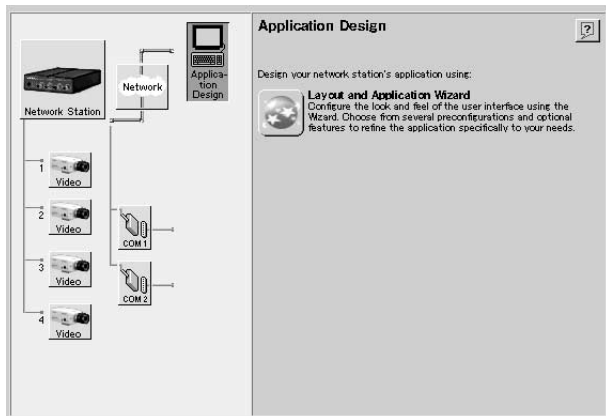 Application Design
?
Design your network station's application using:
Layout and Application Wizard
Configure the look and feel of the user interface using the
Wizard. Choose from several preconfigurations and optional
features to refine the application specifically to your needs.
Network Station
Network
Applica-
tion
Design
1
Video
2
Video
3
Video
4
Video
COM 1
COM 2